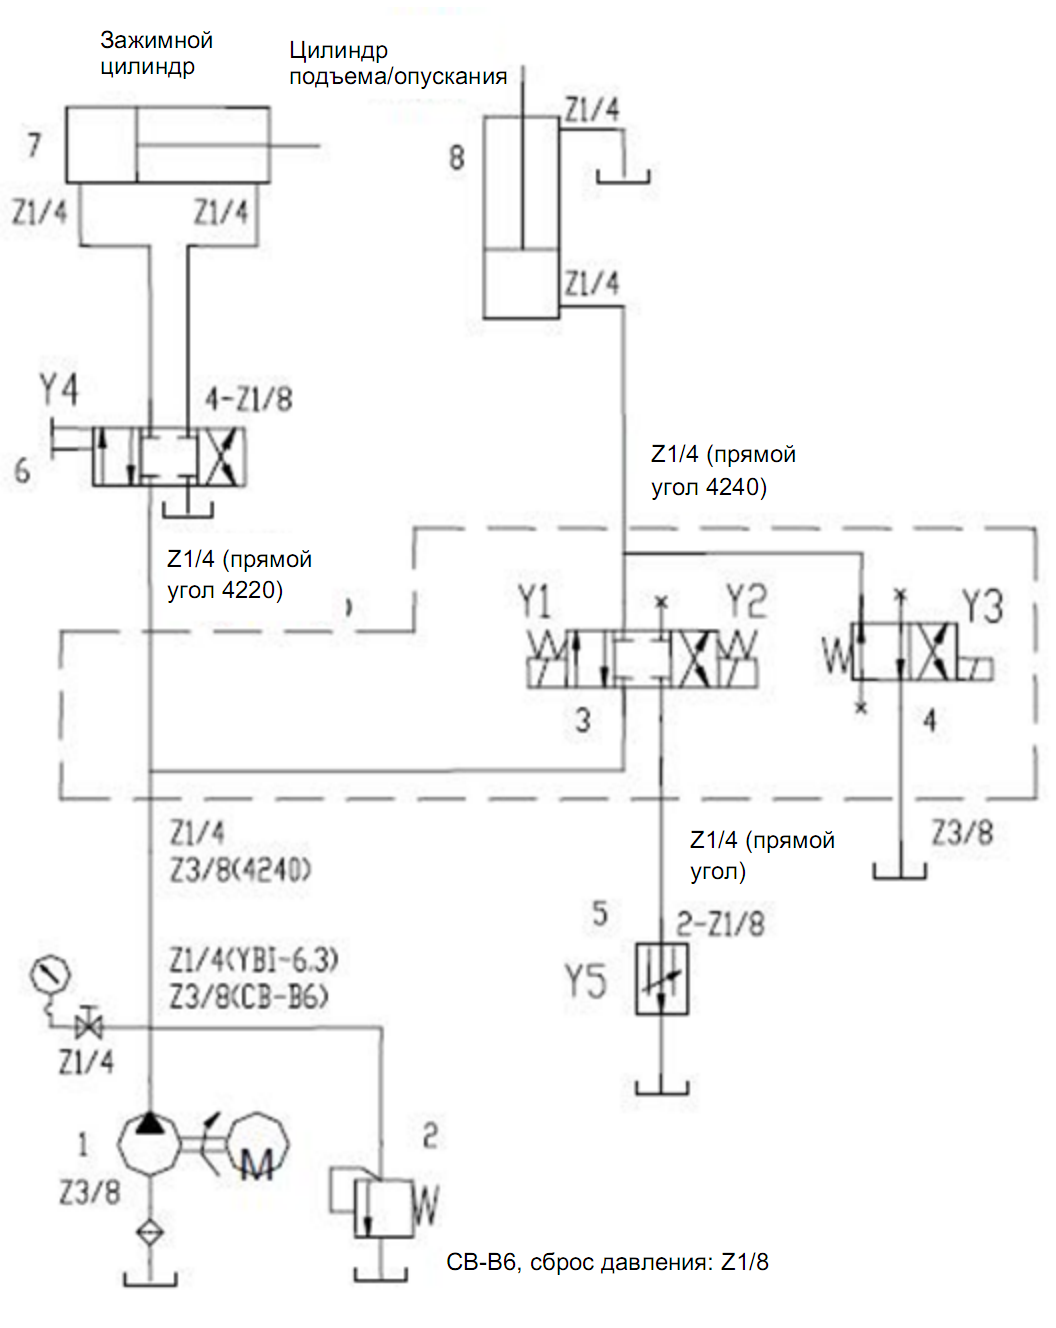 Зажимной
цилиндр
Цилиндр
подъема/опускания
Z1/4
7
8
Z1/4
Z1/4
Z1/4
Y4
4-Z1/8
6
Z1/4 (прямой
угол 4240)
Z1/4 (прямой
угол 4220)
Y1
Y2
Y3
3
4
Z1/4
Z3/8(4240)
Z1/4 (прямой
угол)
Z3/8
5
2-Z1/8
Y5
Z1/4(YBI-6.3)
Z3/8(CB-B6)
Z1/4
1
M
2
Z3/8
CB-B6, сброс давления: Z1/8